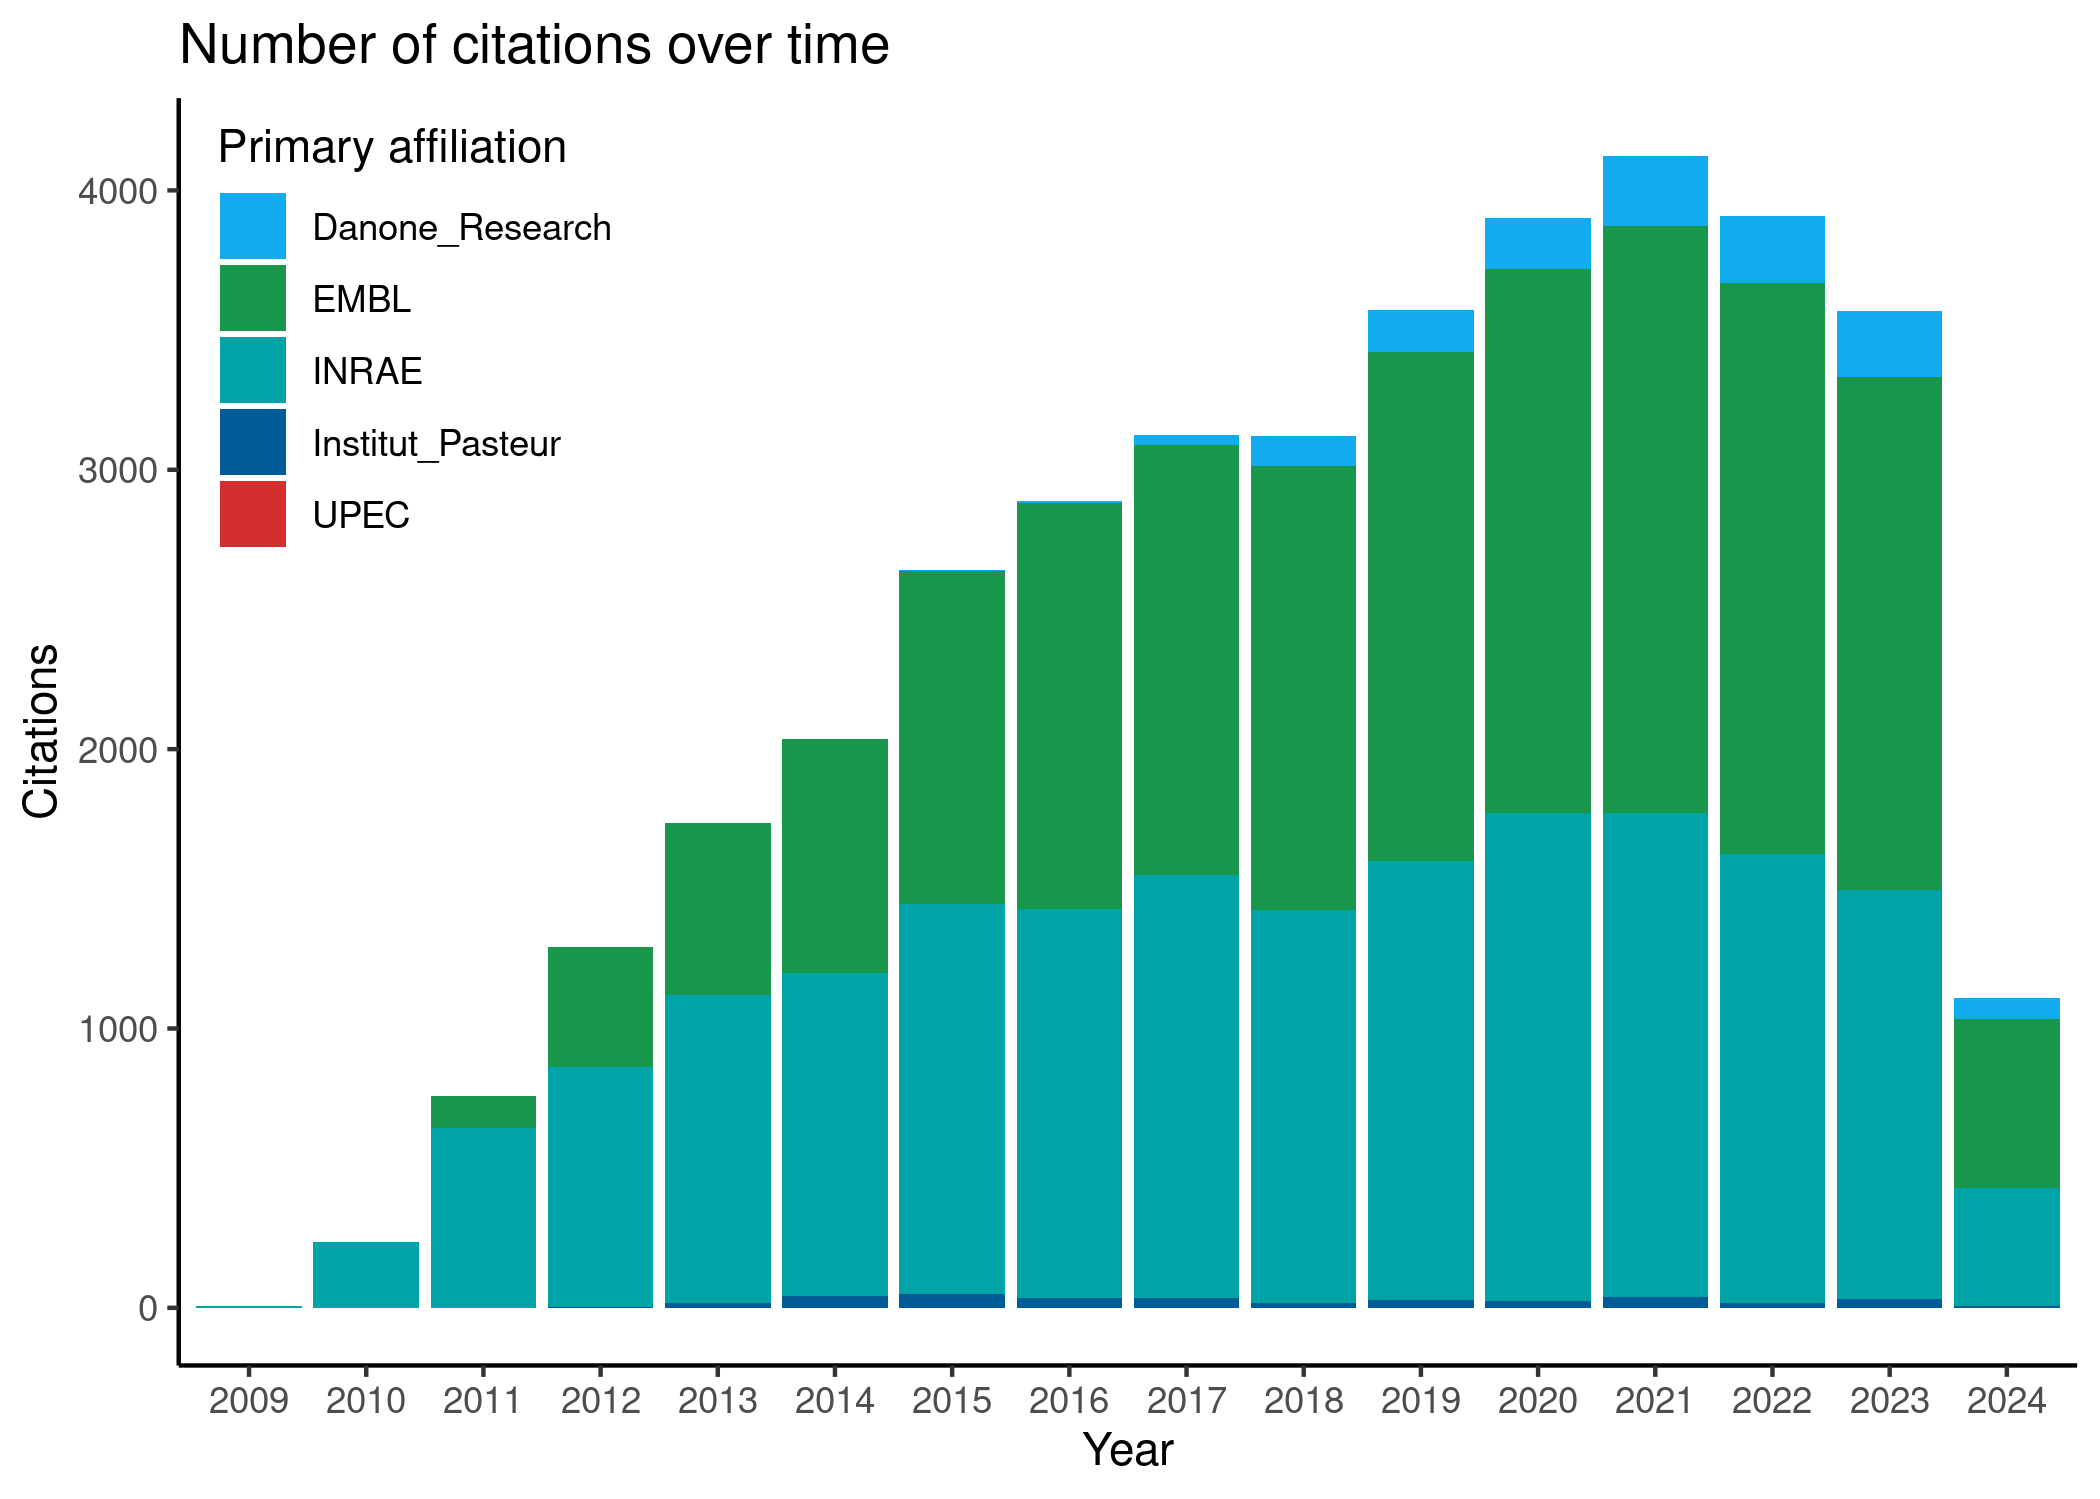 Number of citations over time
Primary affiliation
Danone_Research
EMBL
INRAE
Institut_Pasteur
UPEC
Citations
4000
3000
2000
1000
0
2009 2010 2011 2012 2013 2014 2015 2016 2017 2018 2019 2020 2021 2022 2023 2024
Year